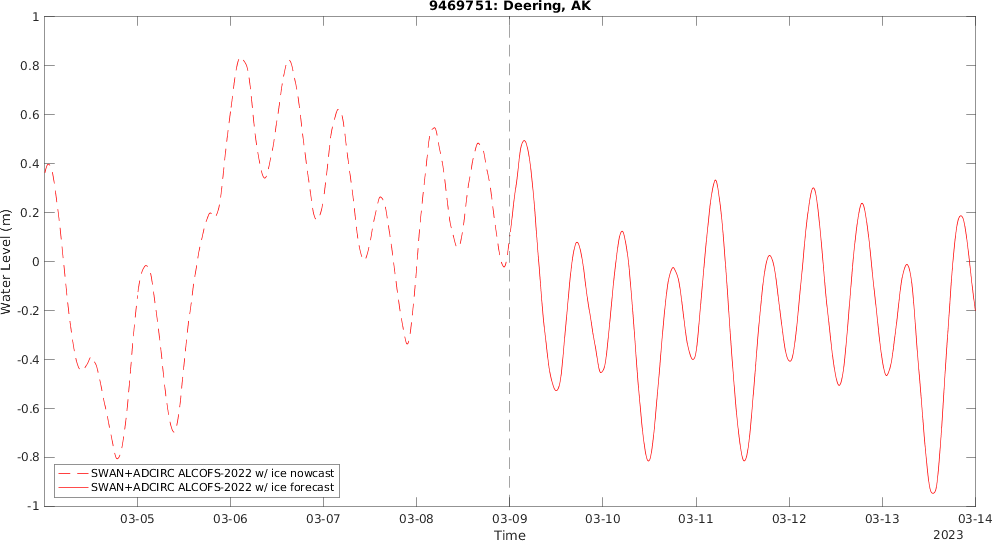 9469751: Deering, AK
1
0.8
0.6
0.4
0.2
0
-0.2
-0.4
-0.6
-0.8
-1
Water Level (m)
SWAN+ADCIRC ALCOFS-2022 w/ ice nowcast
SWAN+ADCIRC ALCOFS-2022 w/ ice forecast
03-05 03-06 03-07 03-08 03-09 03-10 03-11 03-12 03-13 03-14
Time
2023